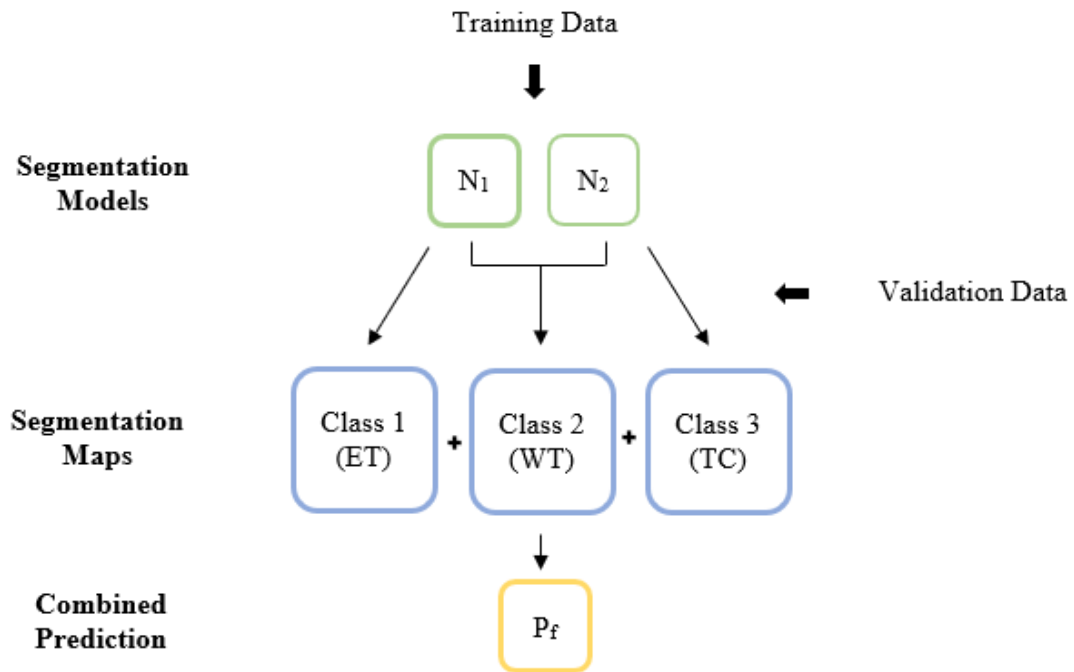 Training Data
Segmentation
Models
N₁
N₂
Validation Data
Segmentation
Maps
Class 1
(ET)
+
Class 2
(WT)
+
Class 3
(TC)
Combined
Prediction
P_f